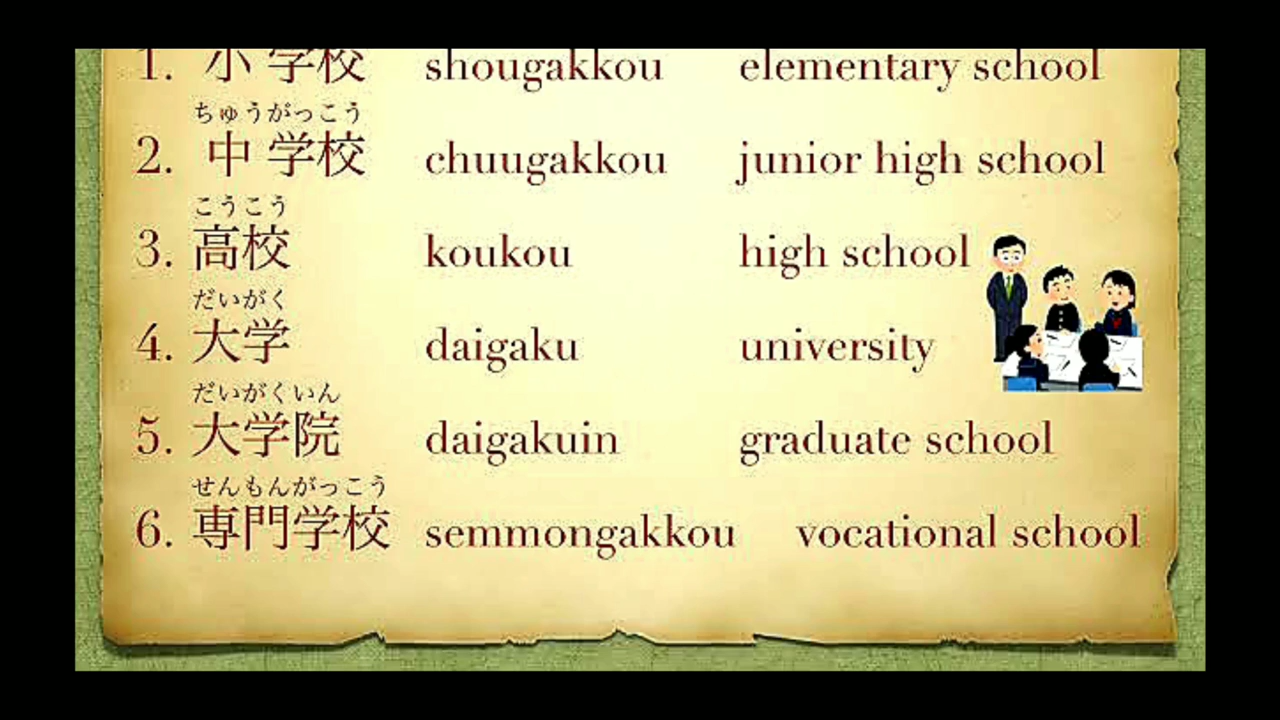 1. 小学校 shougakkou elementary school
ちゅうがっこう
2. 中学校 chuugakkou junior high school
こうこう
3. 高校 koukou high school
だいがく
4. 大学 daigaku university
だいがくいん
5. 大学院 daigakuin graduate school
せんもんがっこう
6. 専門学校 semmongakkou vocational school